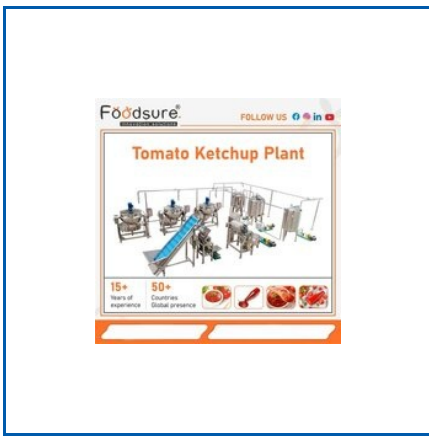 Foodsure®
FOLLOW US
Tomato Ketchup Plant
15+
Years of
experience
50+
Countries
Global presence